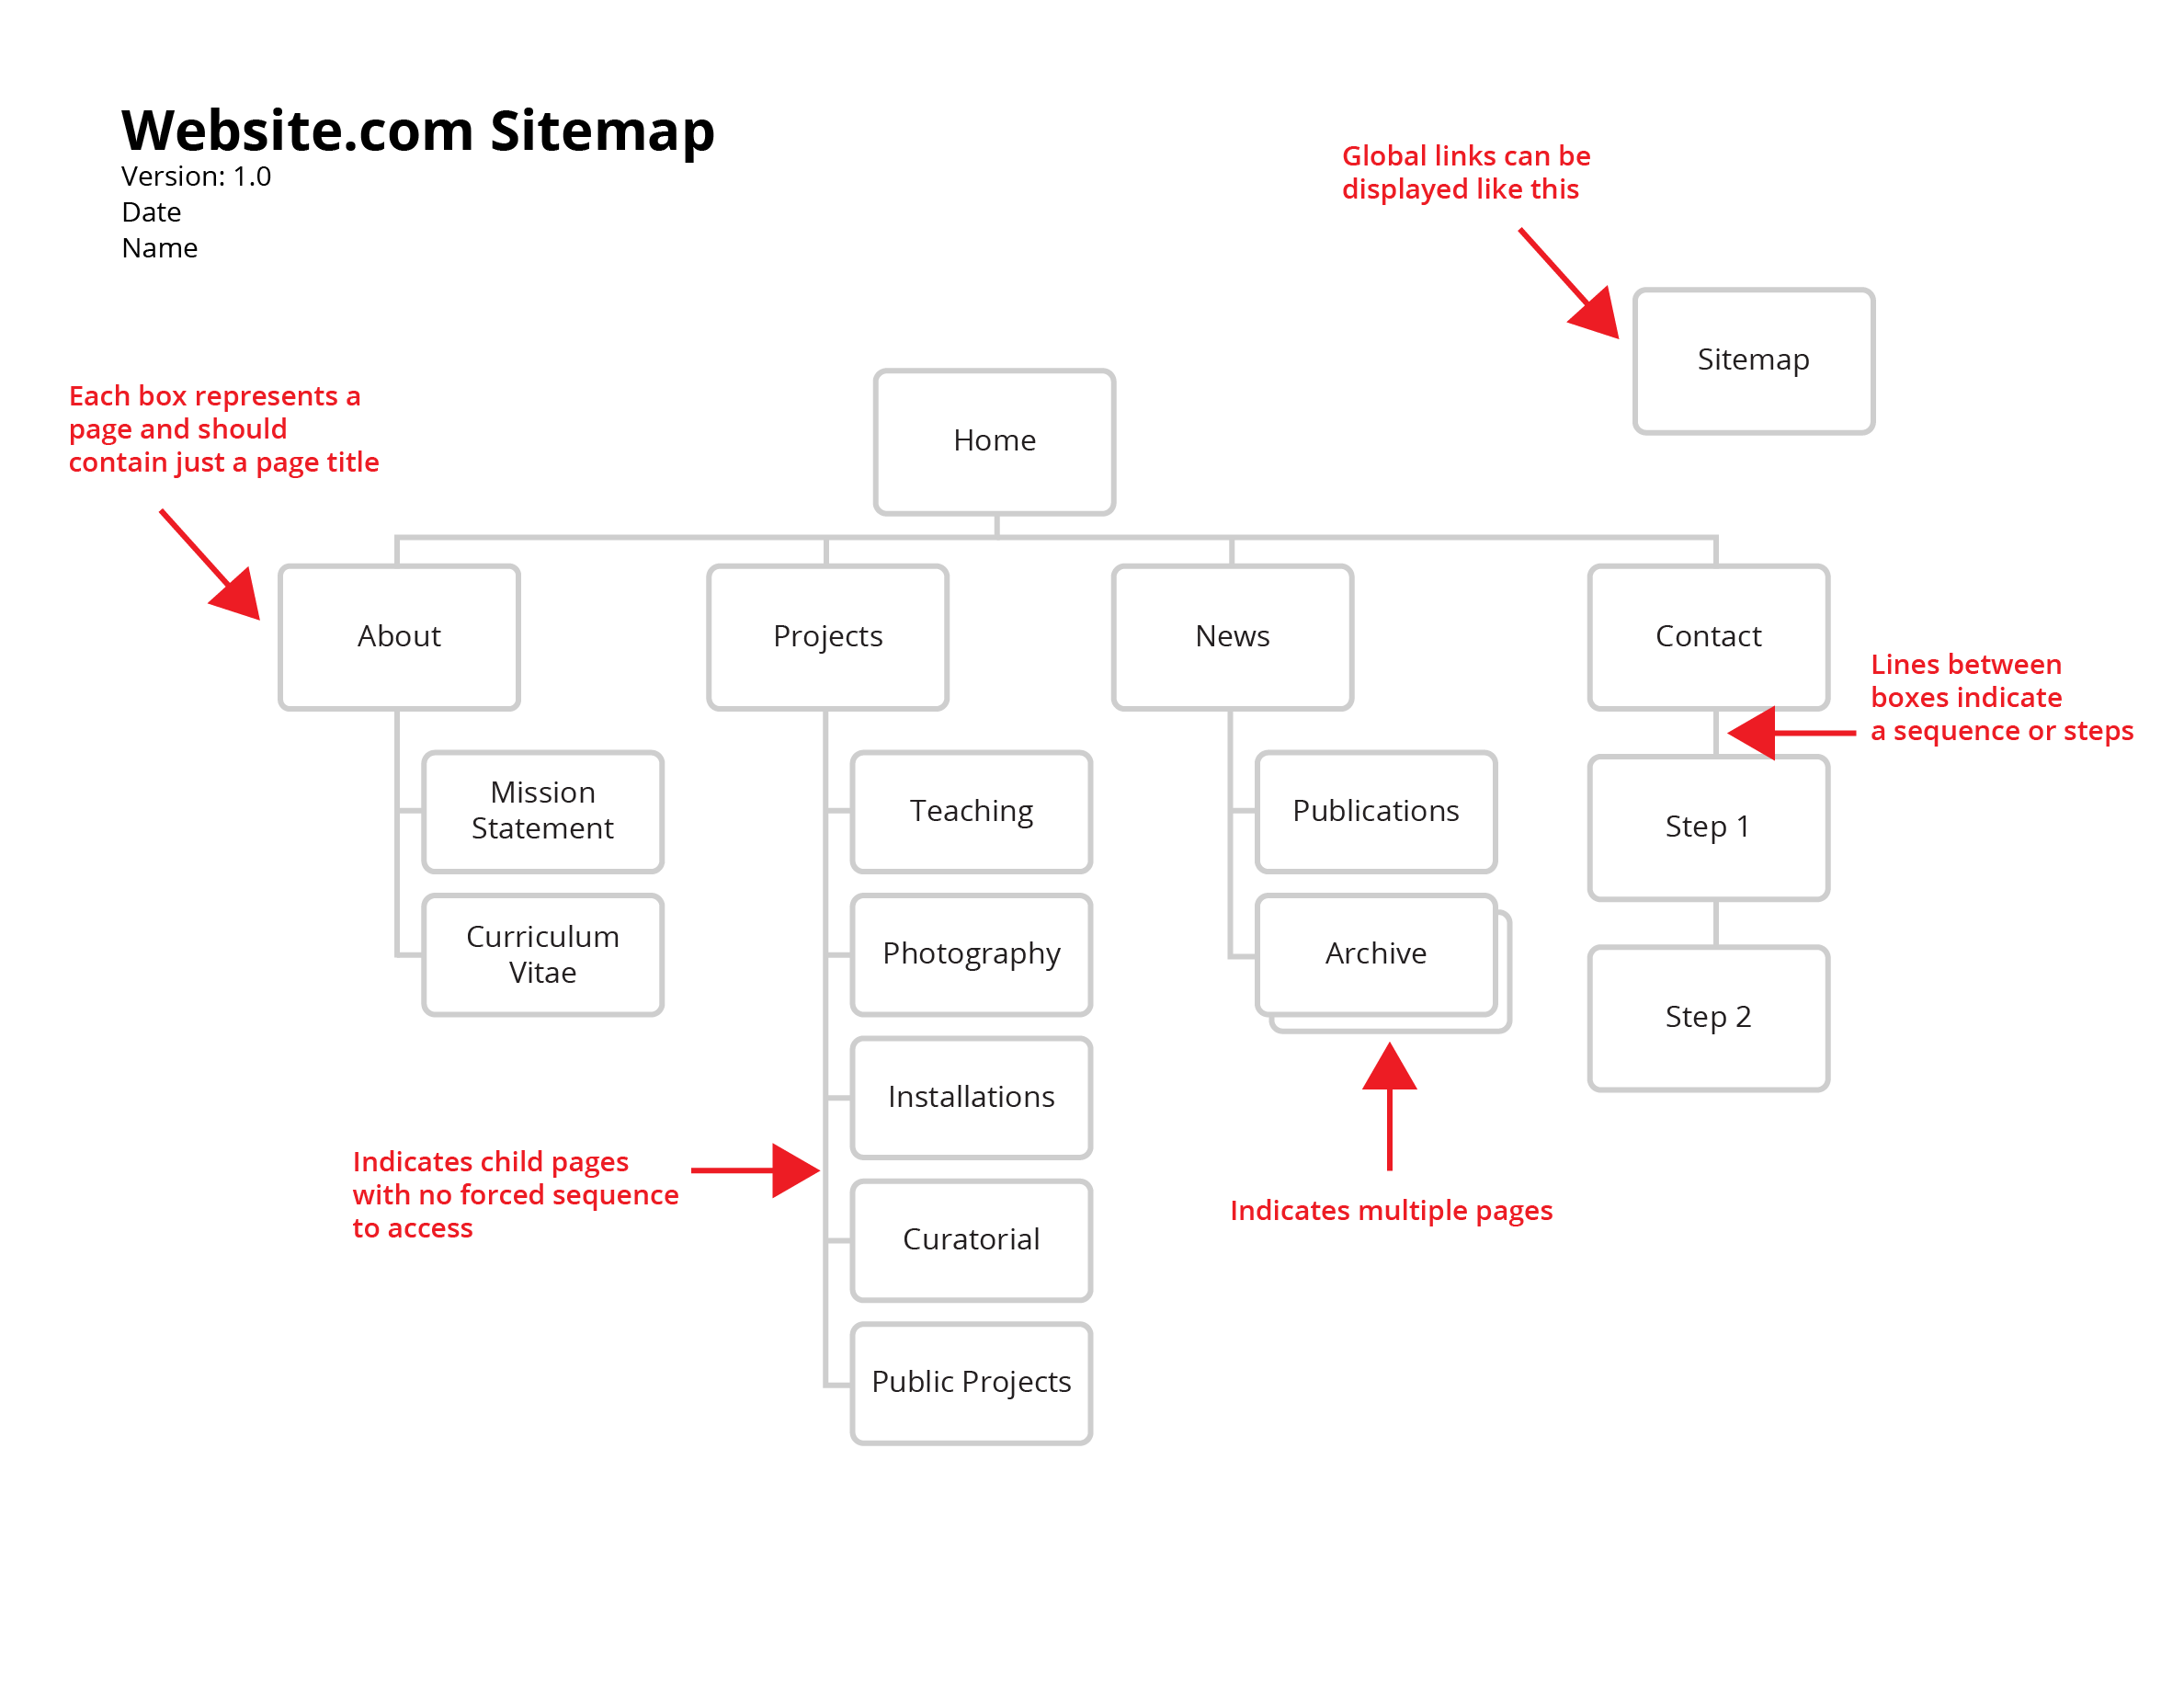 Website.com Sitemap
Version: 1.0
Date
Name
Global links can be
displayed like this
Sitemap
Each box represents a
page and should
contain just a page title
Home
About
Projects
News
Contact
Lines between
boxes indicate
a sequence or steps
Mission
Statement
Curriculum
Vitae
Teaching
Photography
Installations
Curatorial
Public Projects
Indicates child pages
with no forced sequence
to access
Publications
Archive
Indicates multiple pages
Step 1
Step 2